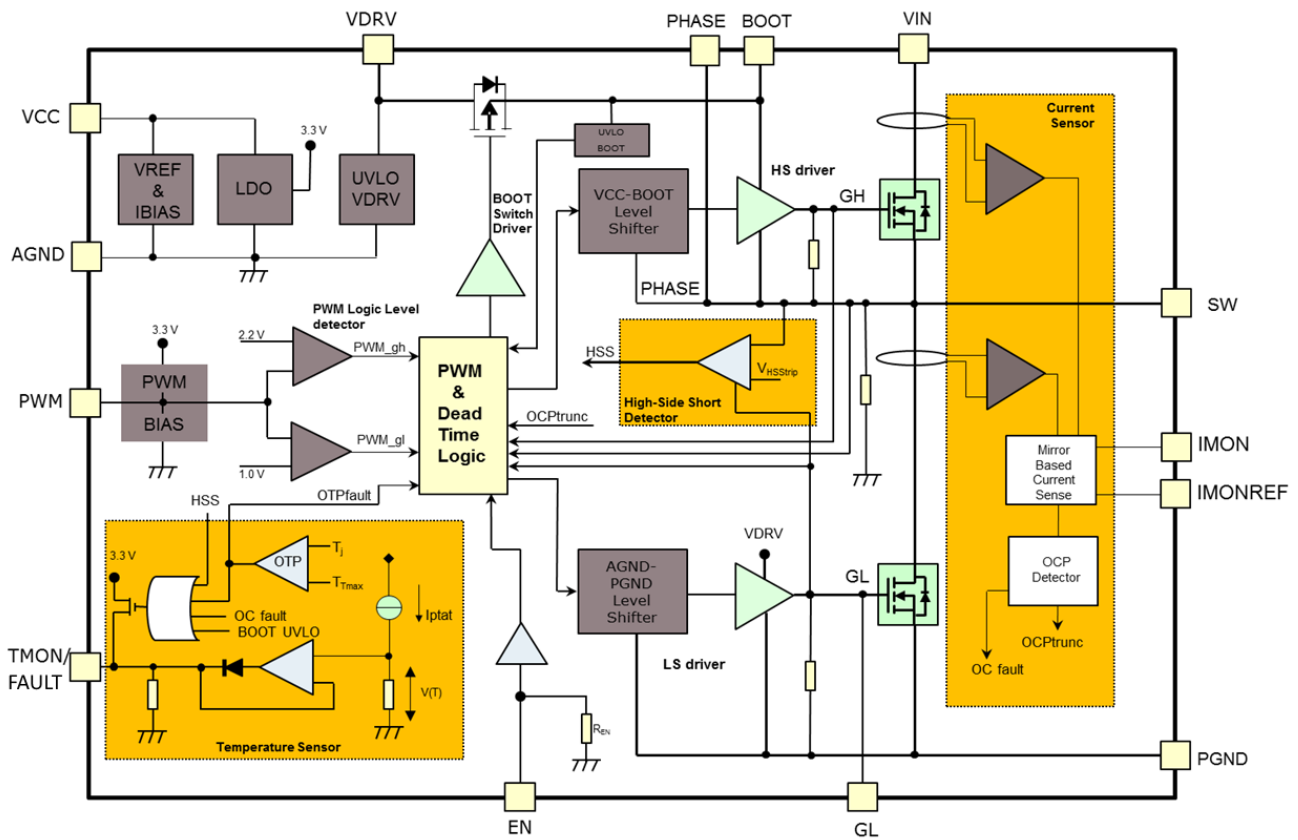 VDRV
PHASE
BOOT
VIN
VCC
AGND
PWM
TMON/
FAULT
EN
GL
SW
IMON
IMONREF
PGND
VREF
&
IBIAS
LDO
3.3 V
UVLO
VDRV
BOOT
Switch
Driver
UVLO
BOOT
VCC-BOOT
Level
Shifter
HS driver
GH
PHASE
Current
Sensor
PWM Logic Level
detector
3.3 V
PWM
BIAS
2.2 V
PWM_gh
1.0 V
PWM_gl
PWM
&
Dead
Time
Logic
HSS
VHSStrip
High-Side Short
Detector
OCPtrunc
OTPfault
HSS
3.3 V
OTP
Tj
TTmax
OC fault
BOOT UVLO
Iptat
V(T)
Temperature Sensor
REN
AGND-
PGND
Level
Shifter
VDRV
LS driver
GL
Mirror
Based
Current
Sense
OCP
Detector
OCPtrunc
OC fault